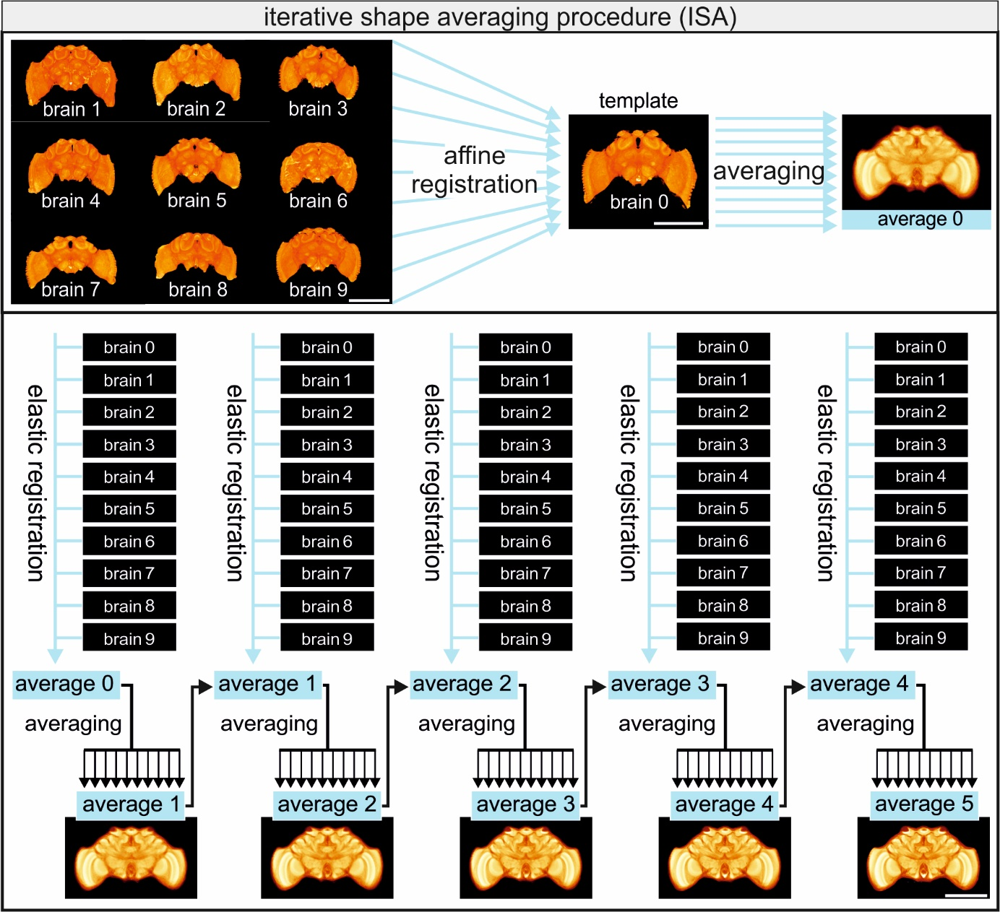 iterative shape averaging procedure (ISA)
brain 1
brain 2
brain 3
brain 4
brain 5
brain 6
brain 7
brain 8
brain 9
affine
registration
template
brain 0
averaging
average 0
elastic registration
brain 0
brain 1
brain 2
brain 3
brain 4
brain 5
brain 6
brain 7
brain 8
brain 9
average 0
averaging
average 1
elastic registration
brain 0
brain 1
brain 2
brain 3
brain 4
brain 5
brain 6
brain 7
brain 8
brain 9
average 1
averaging
average 2
elastic registration
brain 0
brain 1
brain 2
brain 3
brain 4
brain 5
brain 6
brain 7
brain 8
brain 9
average 2
averaging
average 3
elastic registration
brain 0
brain 1
brain 2
brain 3
brain 4
brain 5
brain 6
brain 7
brain 8
brain 9
average 3
averaging
average 4
elastic registration
brain 0
brain 1
brain 2
brain 3
brain 4
brain 5
brain 6
brain 7
brain 8
brain 9
average 4
averaging
average 5